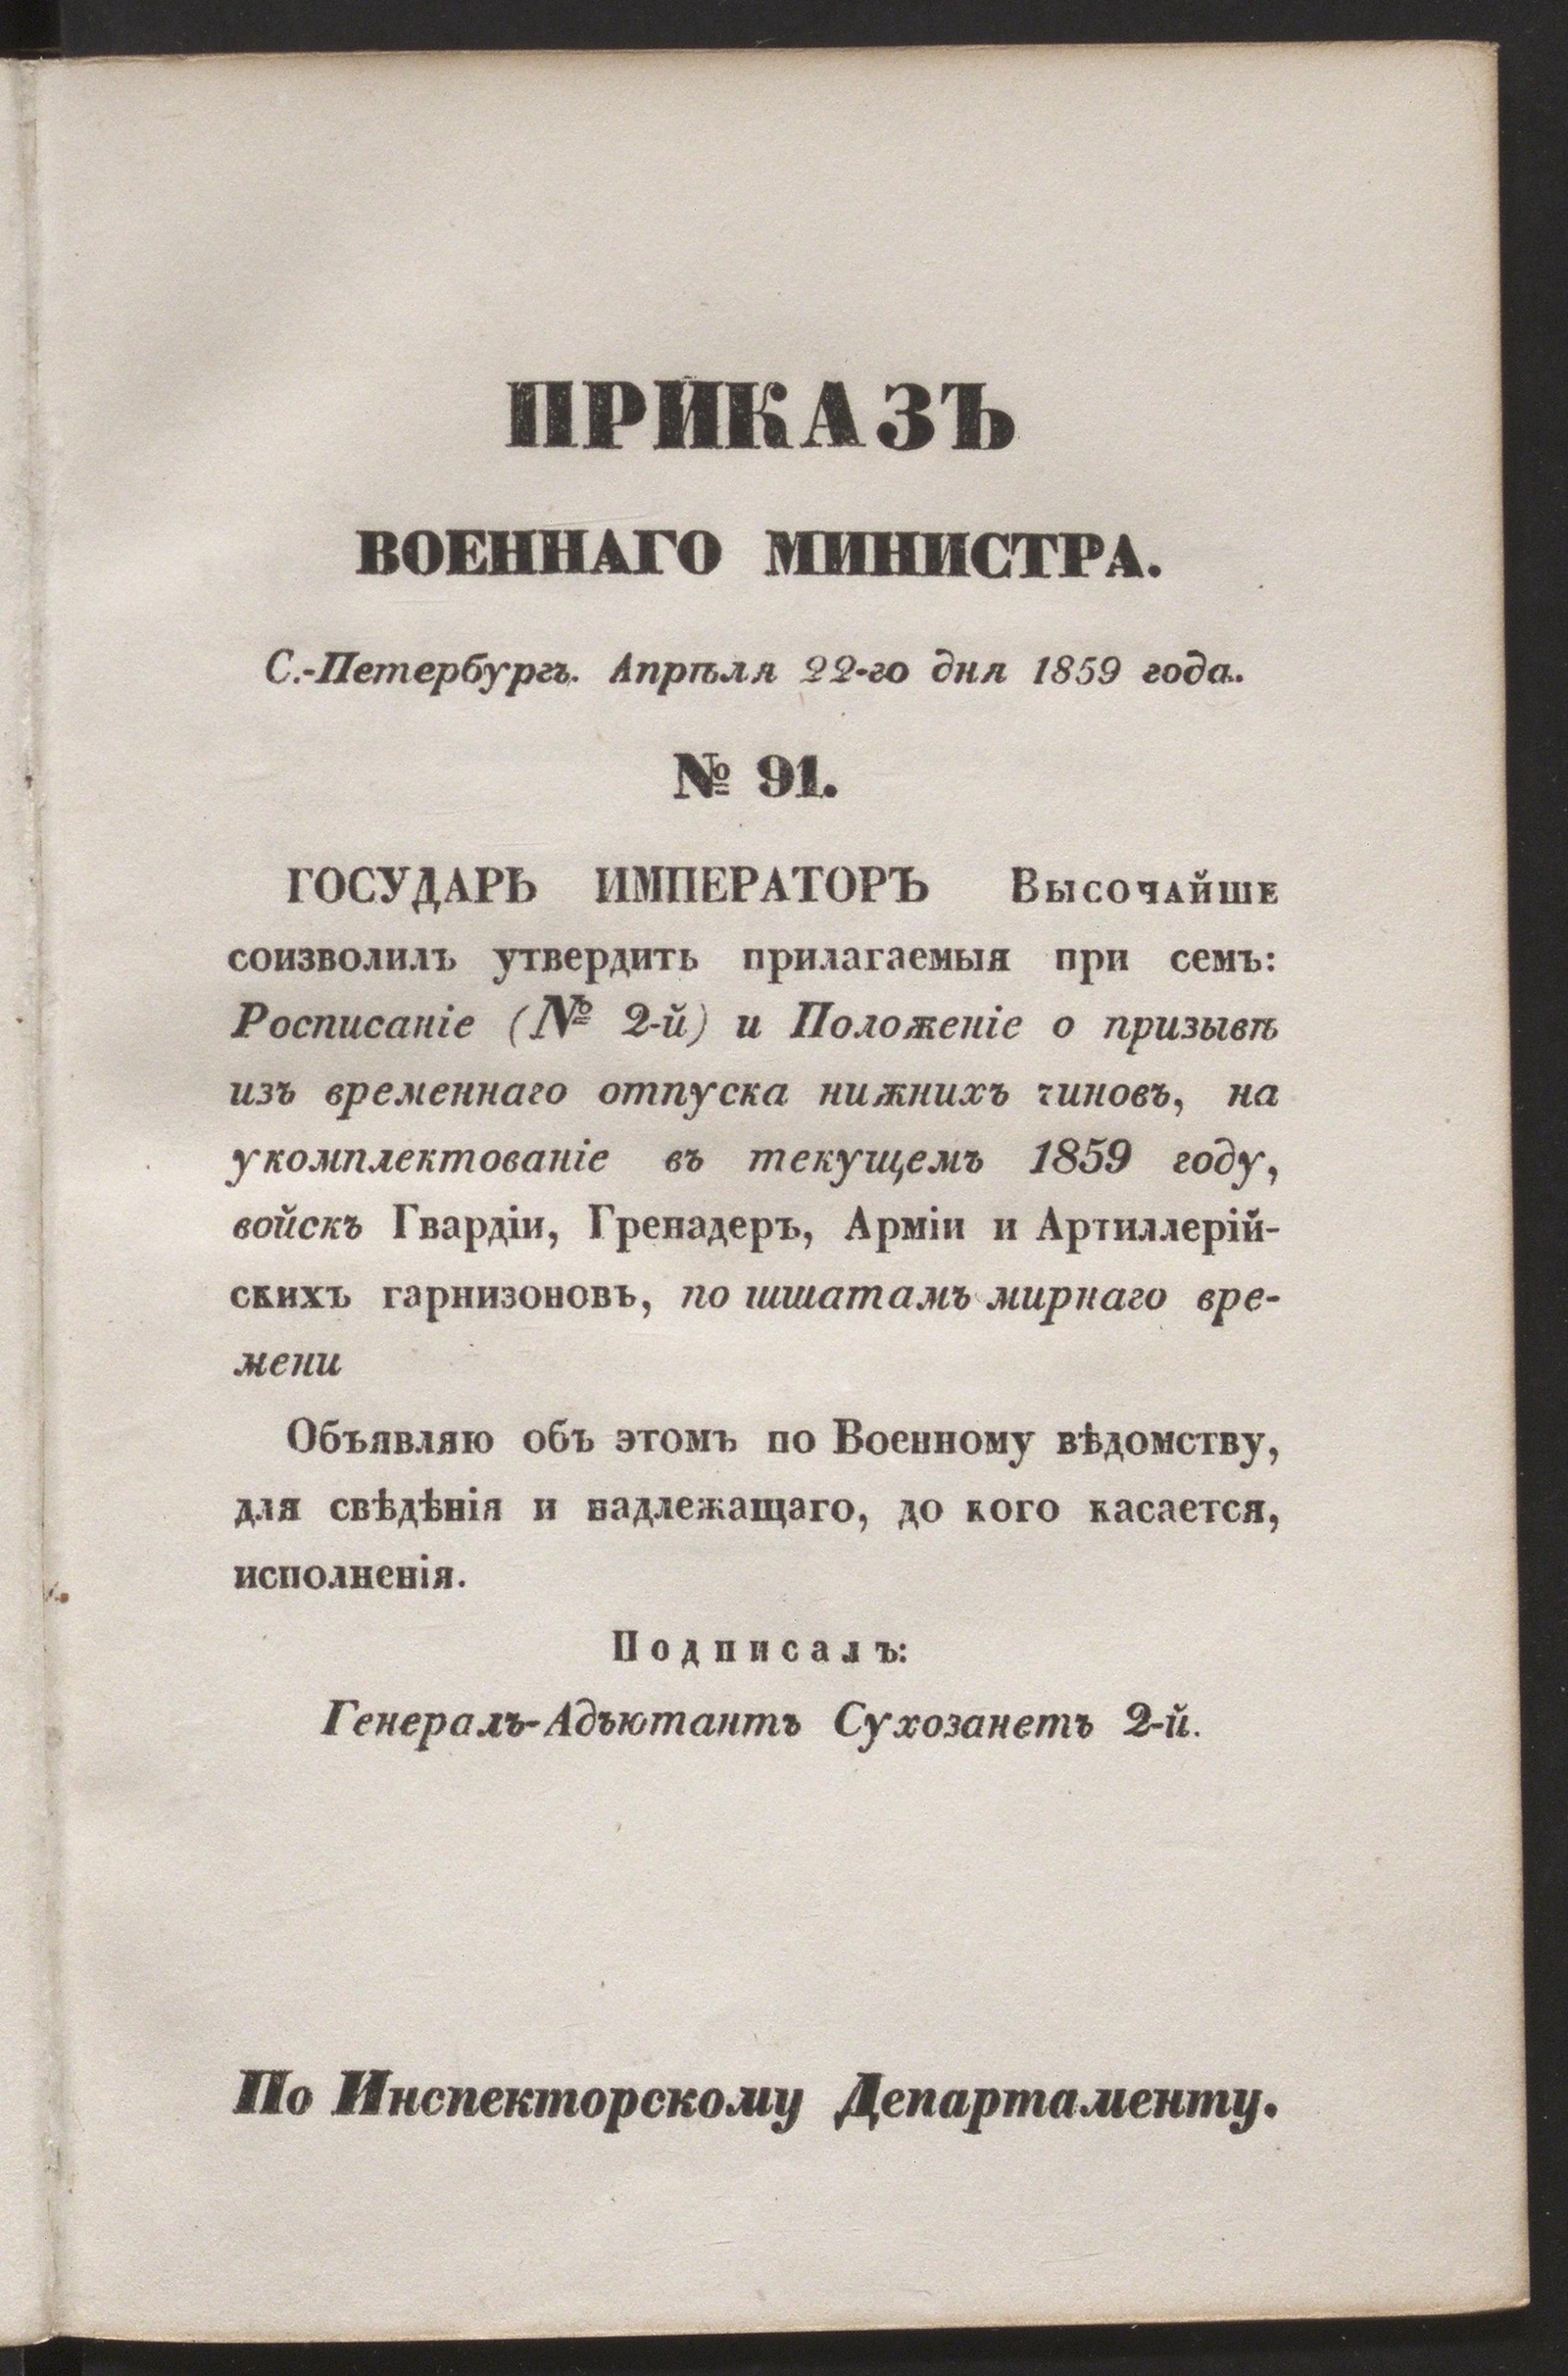 ПРИКАЗЪ
ВОЕННАГО МИНИСТРА.
С.-Петербургъ. Апрѣля 22-го дня 1859 года.
№ 91.
ГОСУДАРЬ ИМПЕРАТОРЪ Высочайше
соизволилъ утвердить прилагаемыя при семъ:
Росписаніе (№ 2-й) и Положеніе о призывѣ
изъ временнаго отпуска нижнихъ чиновъ, на
укомплектованіе въ текущемъ 1859 году,
войскъ Гвардіи, Гренадеръ, Арміи и Артиллерій-
скихъ гарнизоновъ, по штатамъ мирнаго вре-
мени
Объявляю объ этомъ по Военному вѣдомству,
для свѣдѣнія и надлежащаго, до кого касается,
исполненія.
Подписалъ:
Генералъ-Адъютантъ Сухозанетъ 2-й.
По Инспекторскому Департаменту.